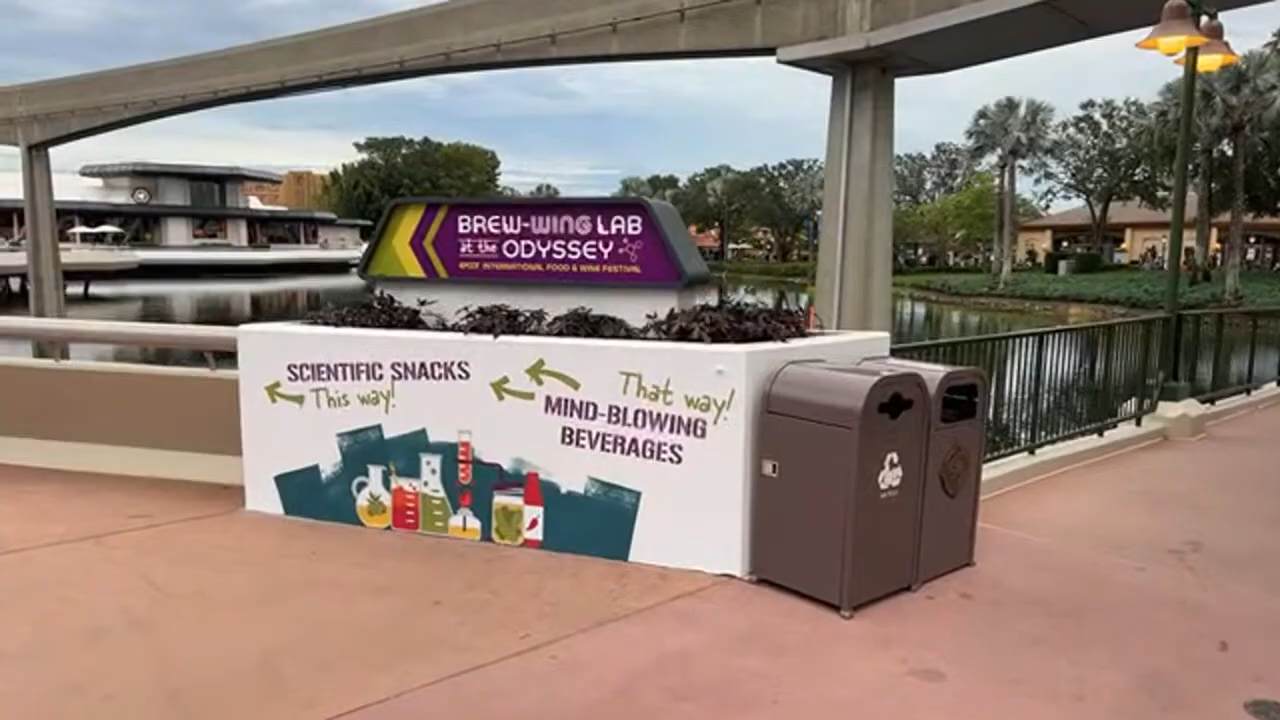 BREW-WING LAB
at the ODYSSEY
EPCOT INTERNATIONAL FOOD & WINE FESTIVAL
SCIENTIFIC SNACKS
This way!
That way!
MIND-BLOWING
BEVERAGES